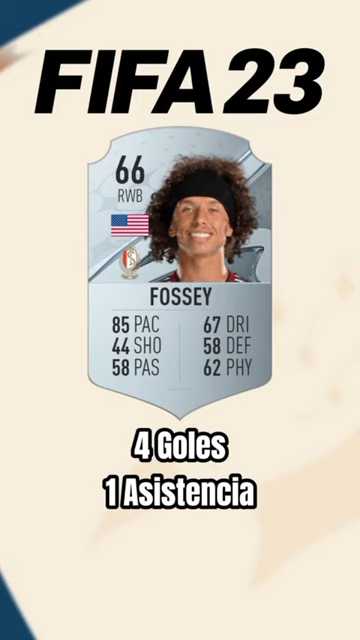 FIFA 23
66
RWB
FOSSEY
85 PAC 67 DRI
44 SHO 58 DEF
58 PAS 62 PHY
4 Goles
1 Asistencia